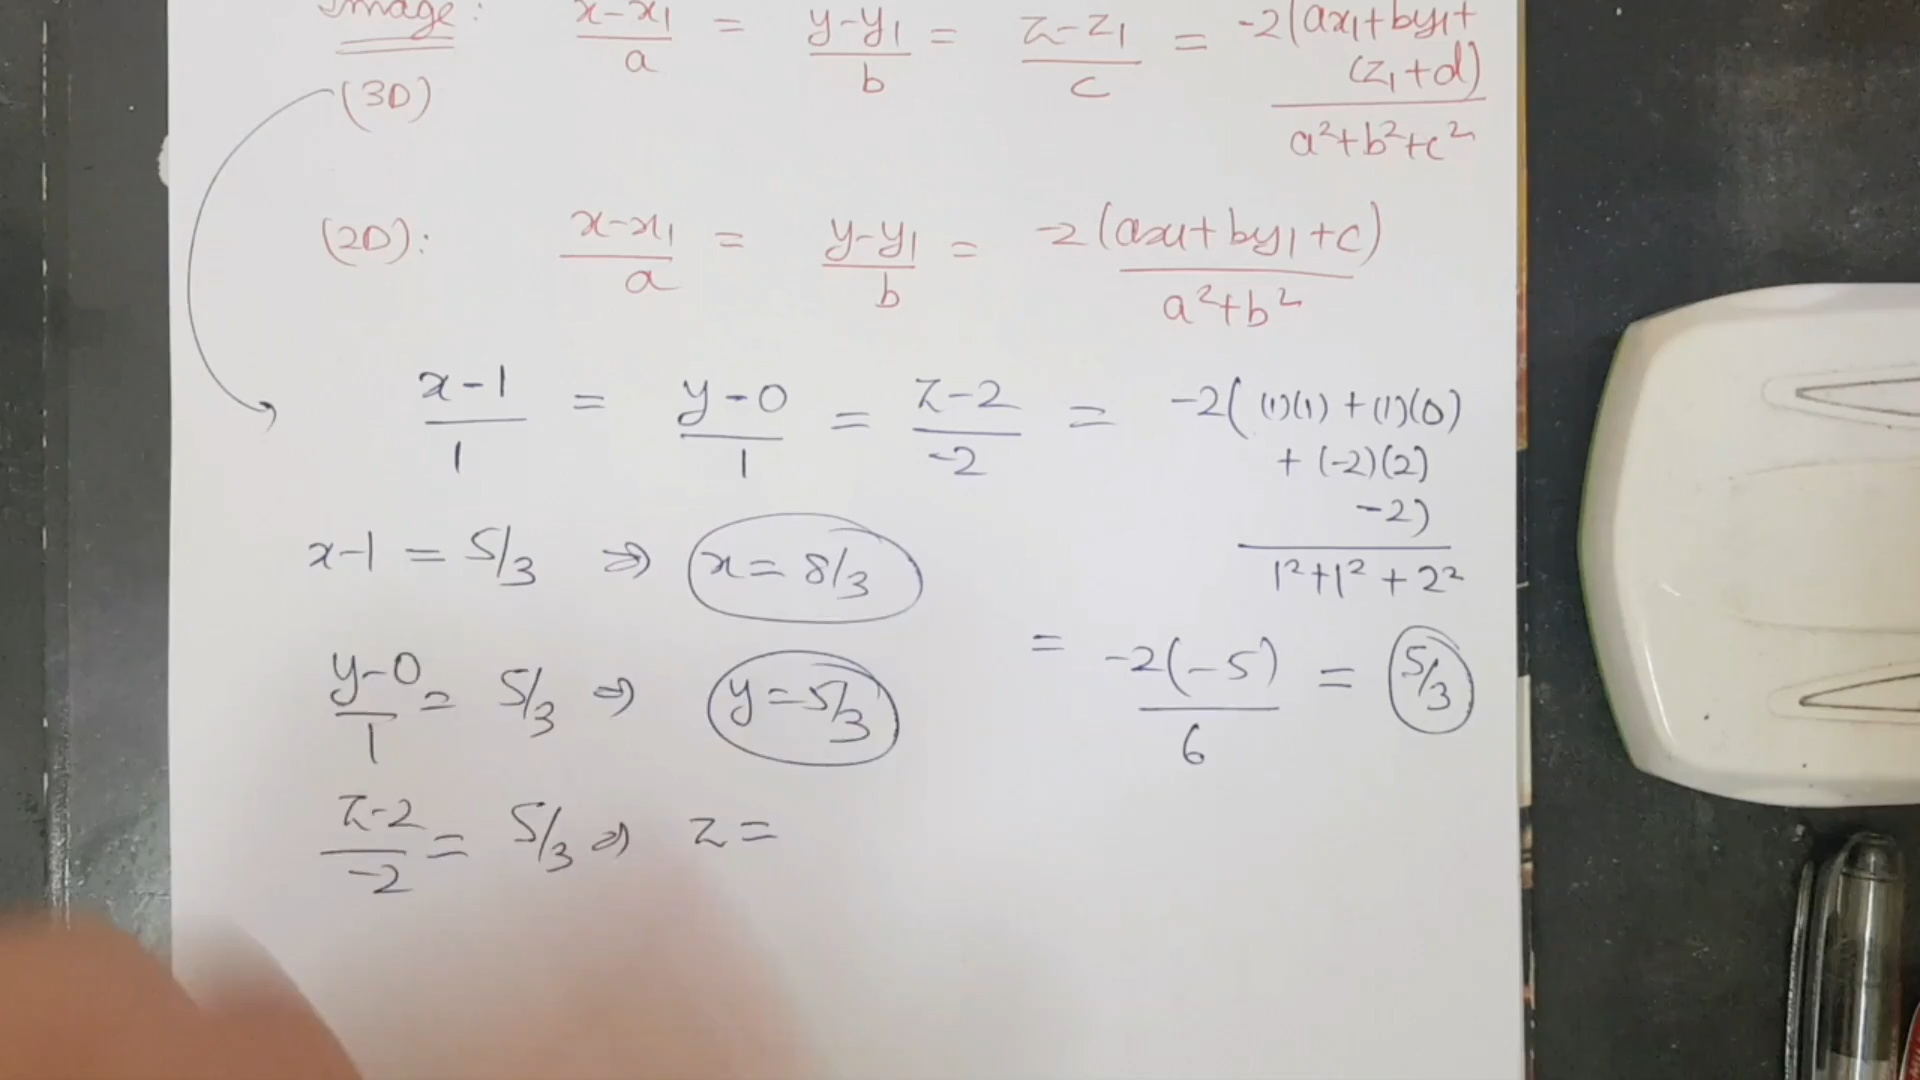 Image: x-x₁/a = y-y₁/b = z-z₁/c = -2(ax₁+by₁+cz₁+d)/a²+b²+c²
(3D)
(2D): x-x₁/a = y-y₁/b = -2(ax₁+by₁+c)/a²+b²
x-1/1 = y-0/1 = z-2/-2 = -2((1)(1)+(1)(0)+(-2)(2)-2)/1²+1²+2²
x-1 = 5/3 ⇒ x = 8/3
= -2(-5)/6 = 5/3
y-0/1 = 5/3 ⇒ y = 5/3
z-2/-2 = 5/3 ⇒ z =